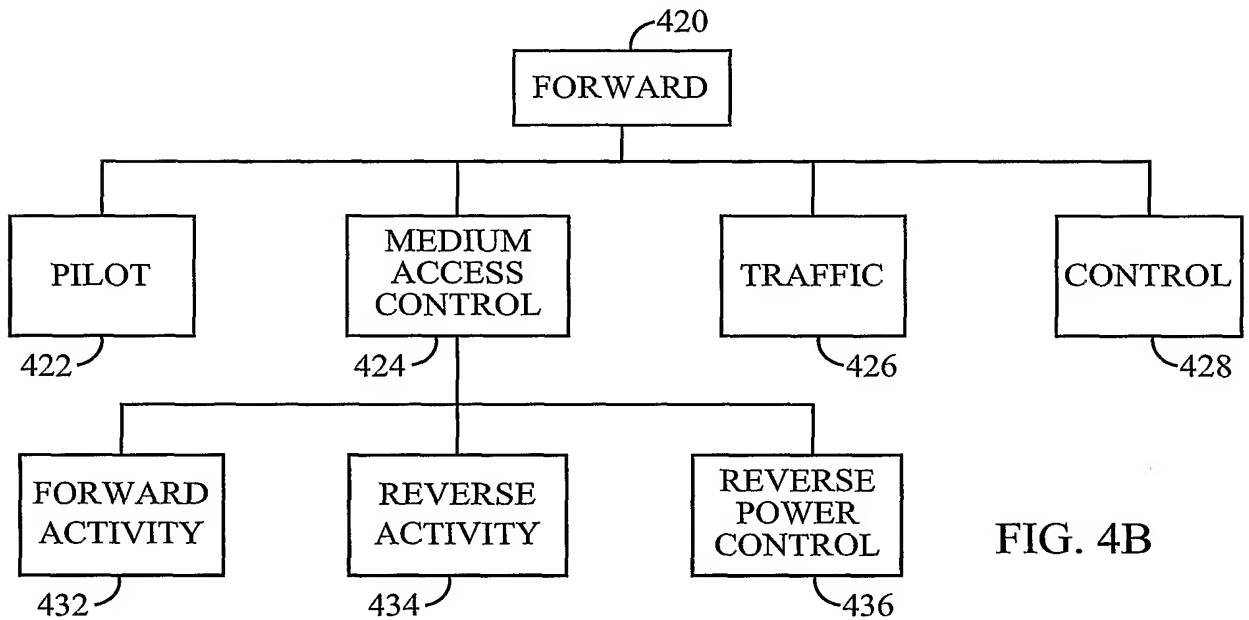 420
FORWARD
PILOT
MEDIUM
ACCESS
CONTROL
TRAFFIC
CONTROL
422
424
426
428
FORWARD
ACTIVITY
REVERSE
ACTIVITY
REVERSE
POWER
CONTROL
432
434
436
FIG. 4B